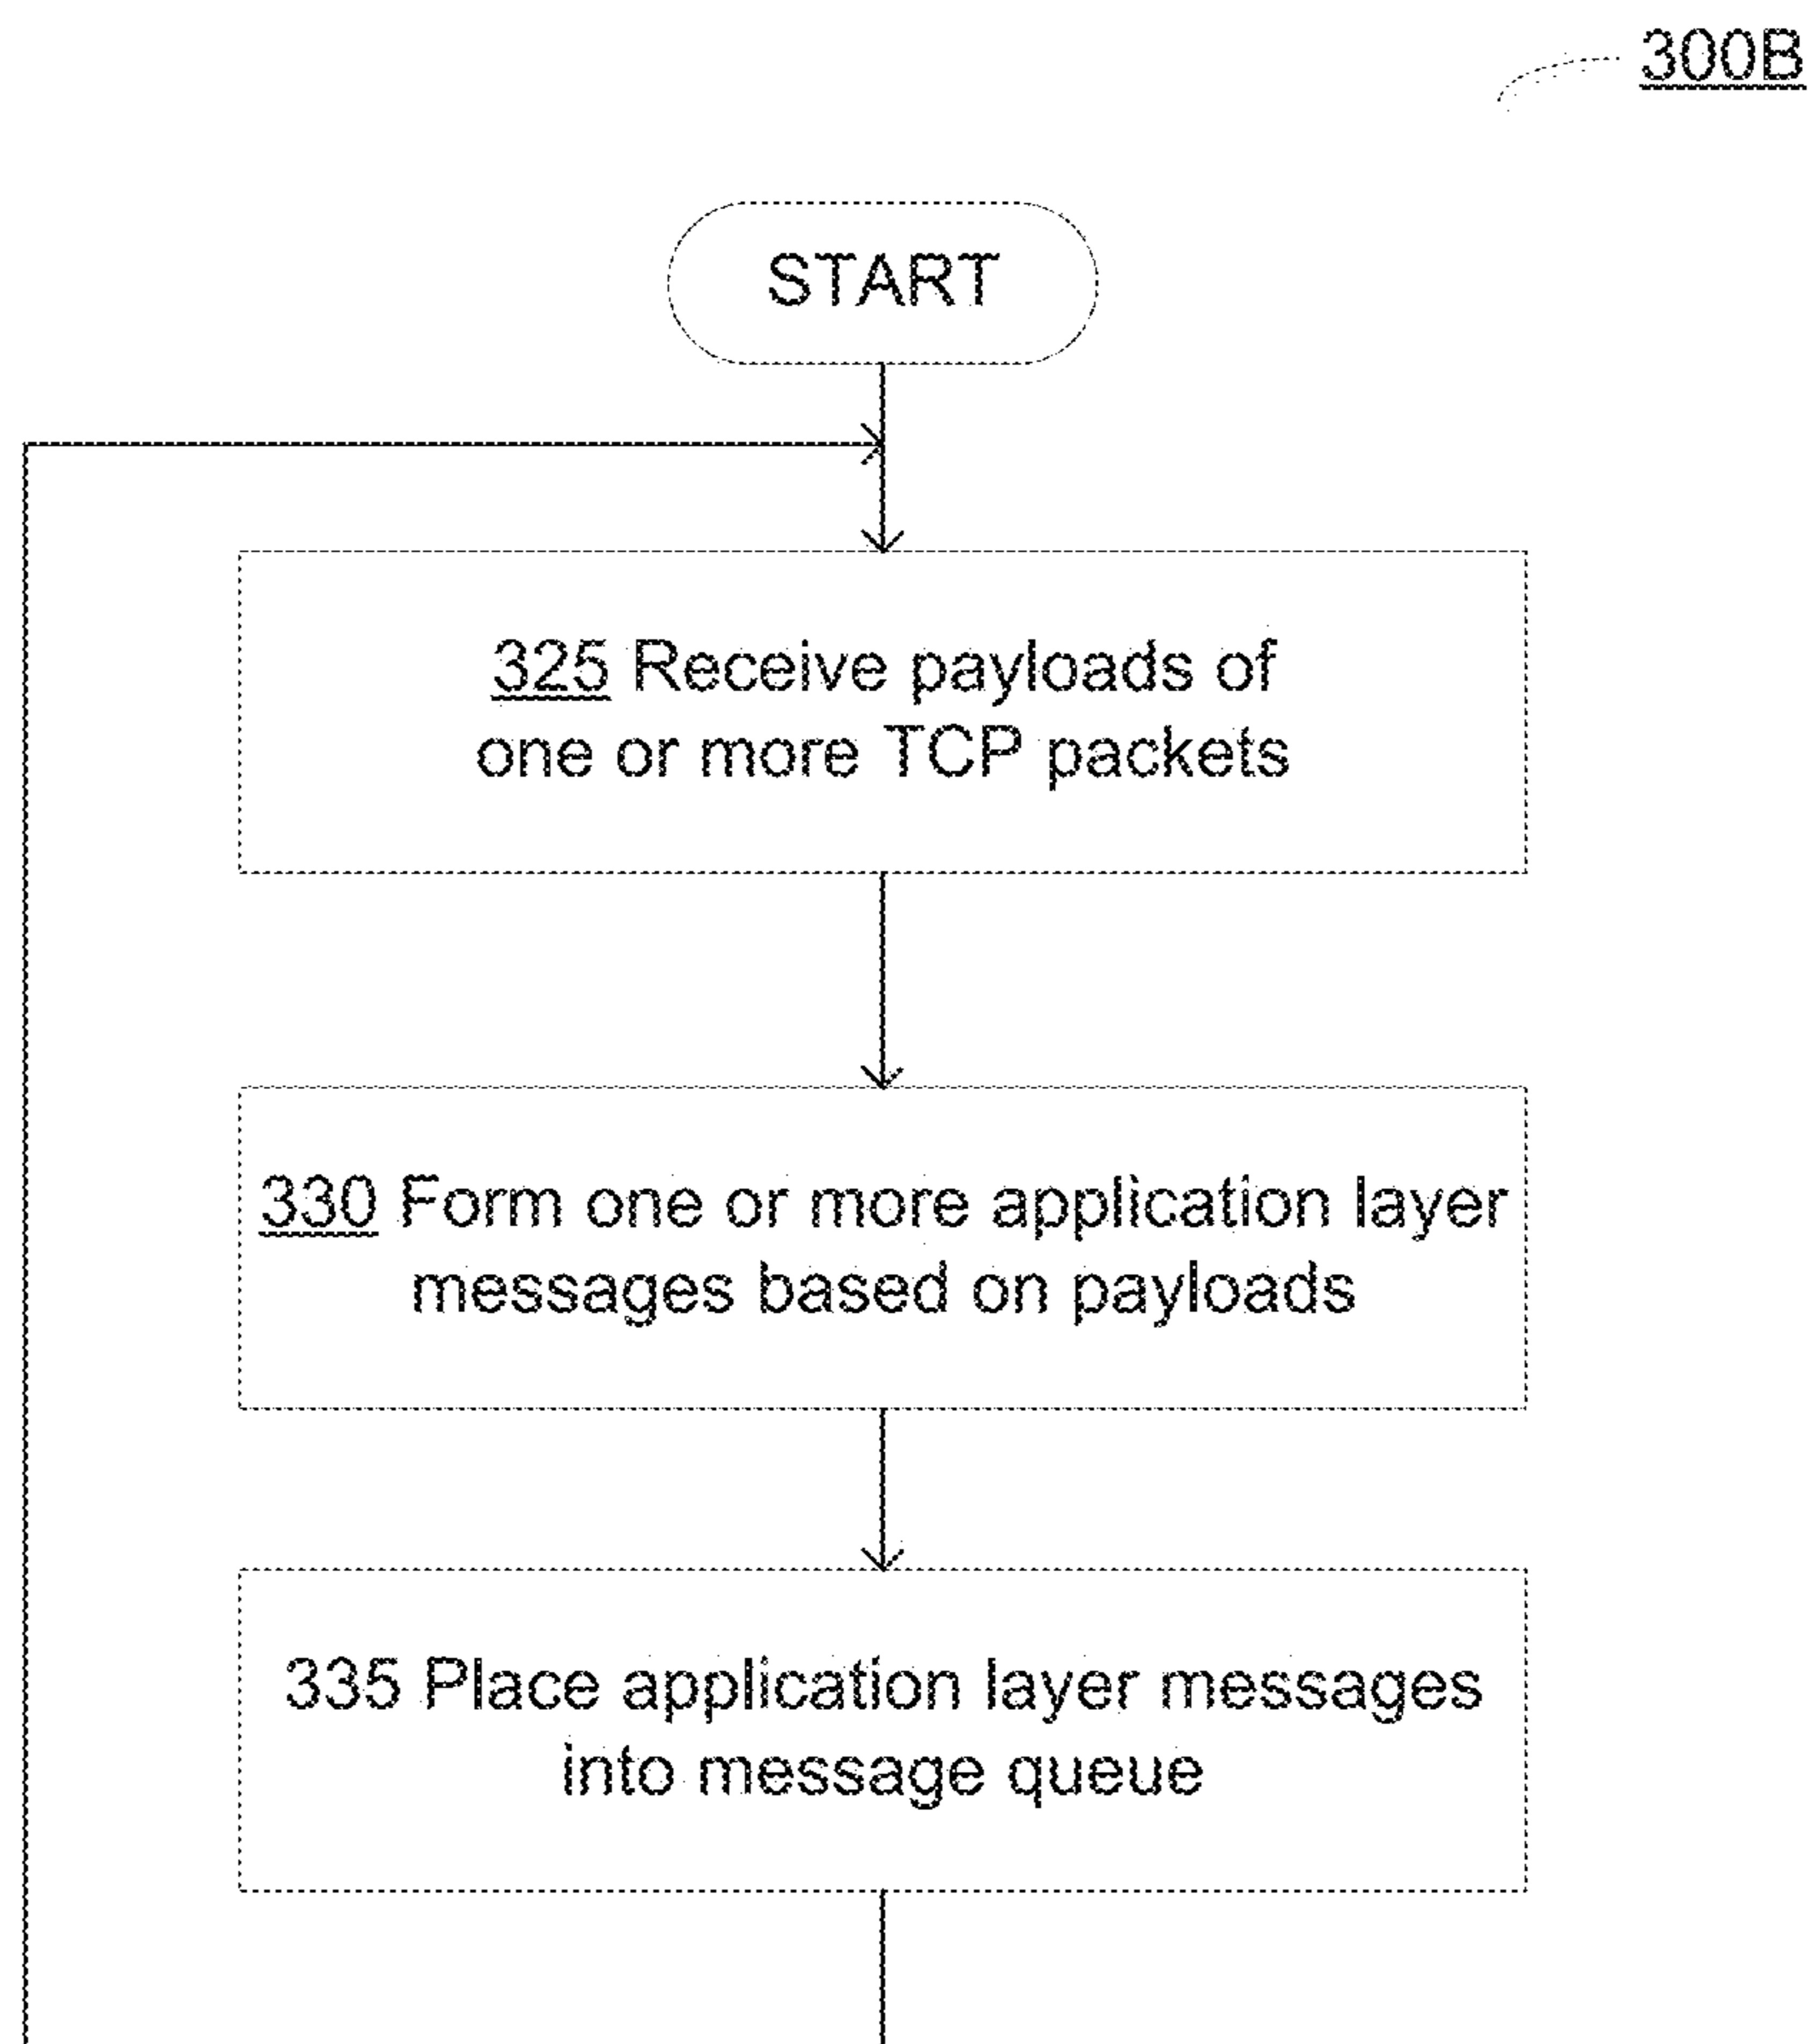 300B
START
325 Receive payloads of
one or more TCP packets
330 Form one or more application layer
messages based on payloads
335 Place application layer messages
into message queue